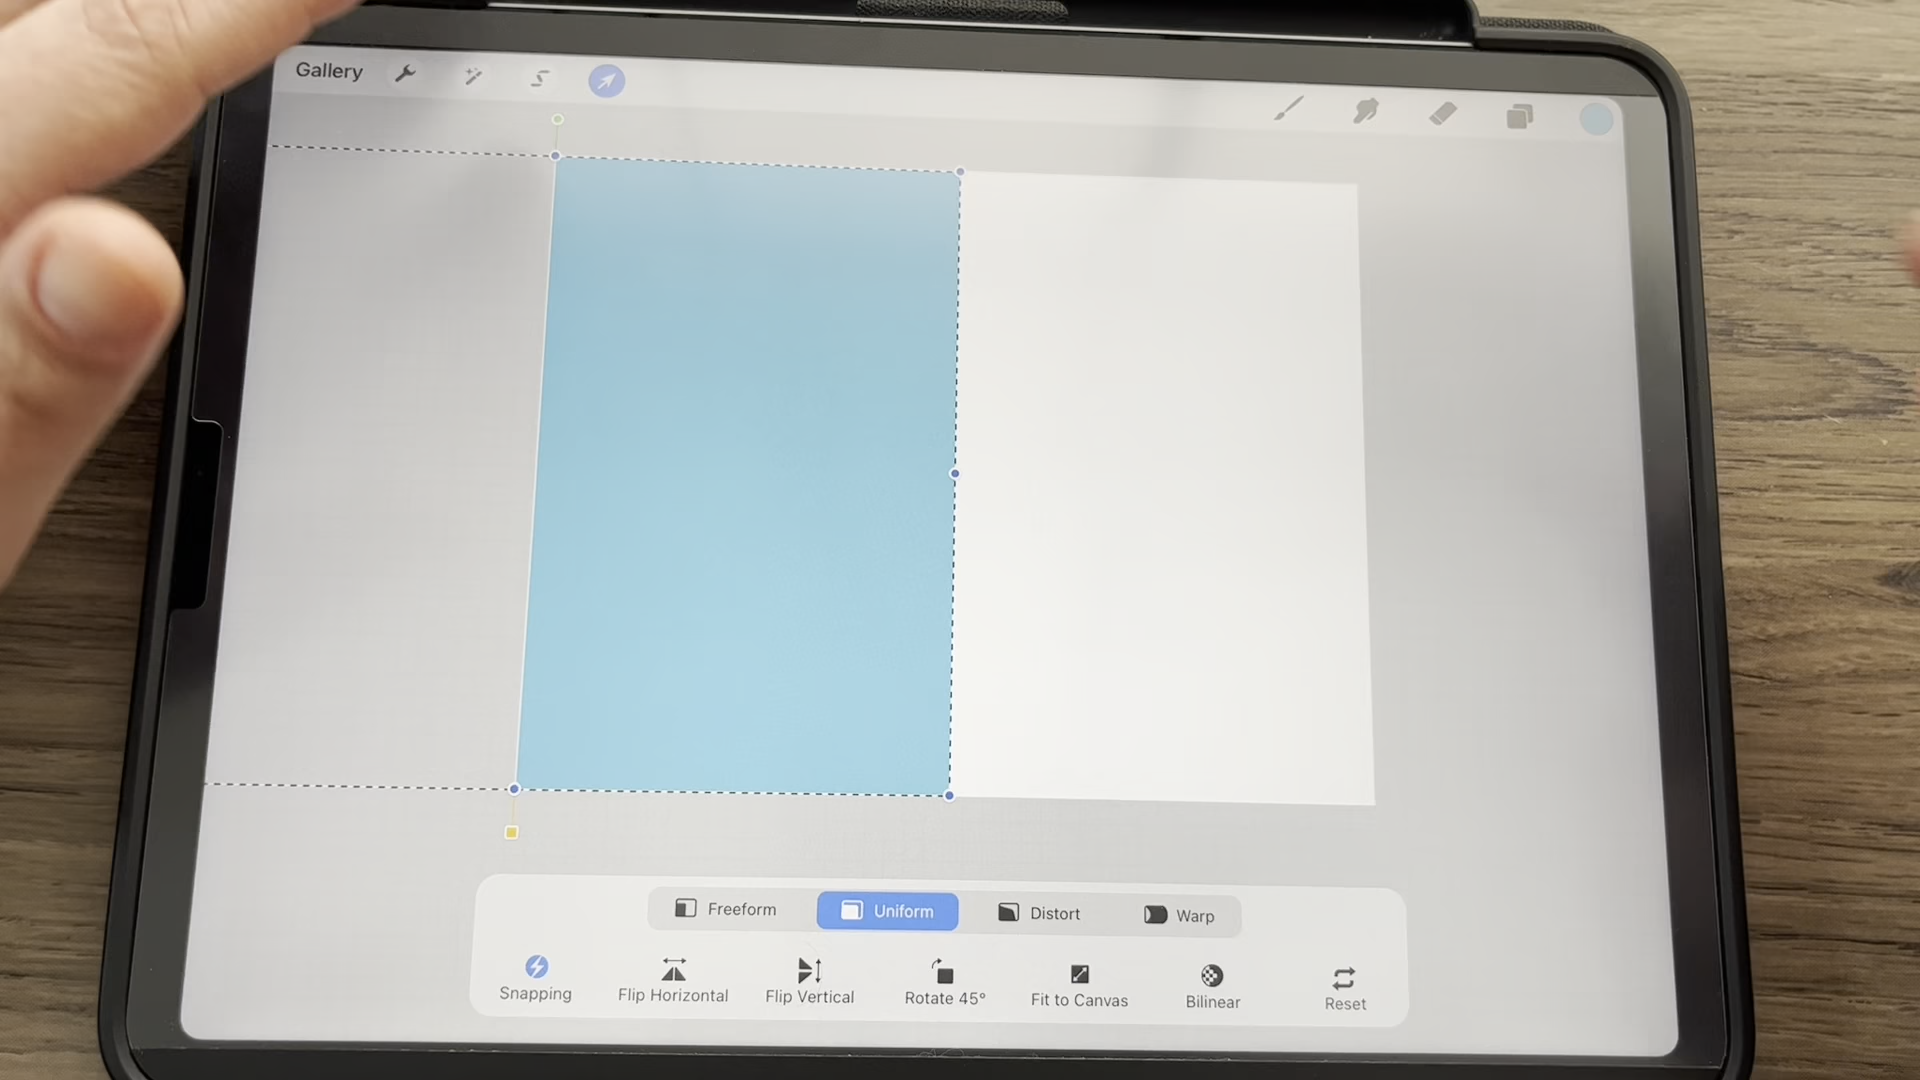 Gallery
Freeform Uniform Distort Warp
Snapping Flip Horizontal Flip Vertical Rotate 45° Fit to Canvas Bilinear Reset